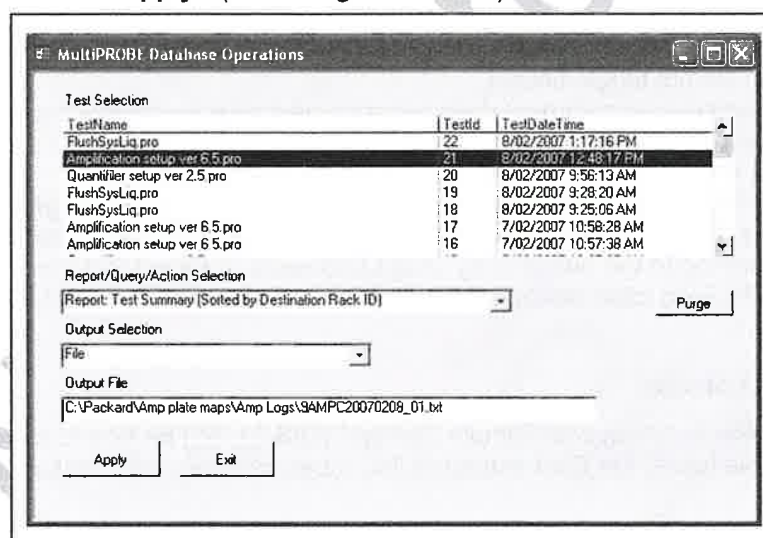 MultiPROBE Database Operations
Test Selection
TestName TestId TestDateTime
FlushSysLiq.pro 22 8/02/2007 1:17:16 PM
Amplification setup ver 6.5.pro 21 8/02/2007 12:48:17 PM
Quantifiler setup ver 2.5.pro 20 8/02/2007 9:56:13 AM
FlushSysLiq.pro 19 8/02/2007 9:28:20 AM
FlushSysLiq.pro 18 8/02/2007 9:25:06 AM
Amplification setup ver 6.5.pro 17 7/02/2007 10:58:28 AM
Amplification setup ver 6.5.pro 16 7/02/2007 10:57:38 AM
Report/Query/Action Selection
Report: Test Summary (Sorted by Destination Rack ID)
Purge
Output Selection
File
Output File
C:\Packard\Amp plate maps\Amp Logs\9AMPC20070208_01.txt
Apply Exit